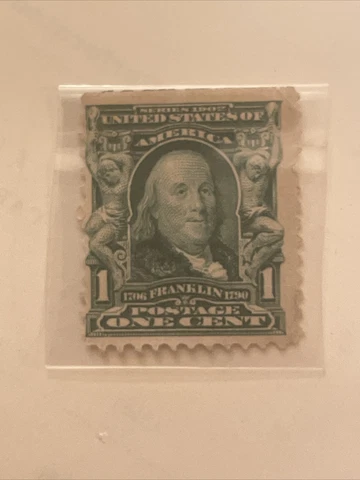 SERIES 1902
UNITED STATES OF
AMERICA
1 1
1706 FRANKLIN 1790
POSTAGE
ONE CENT